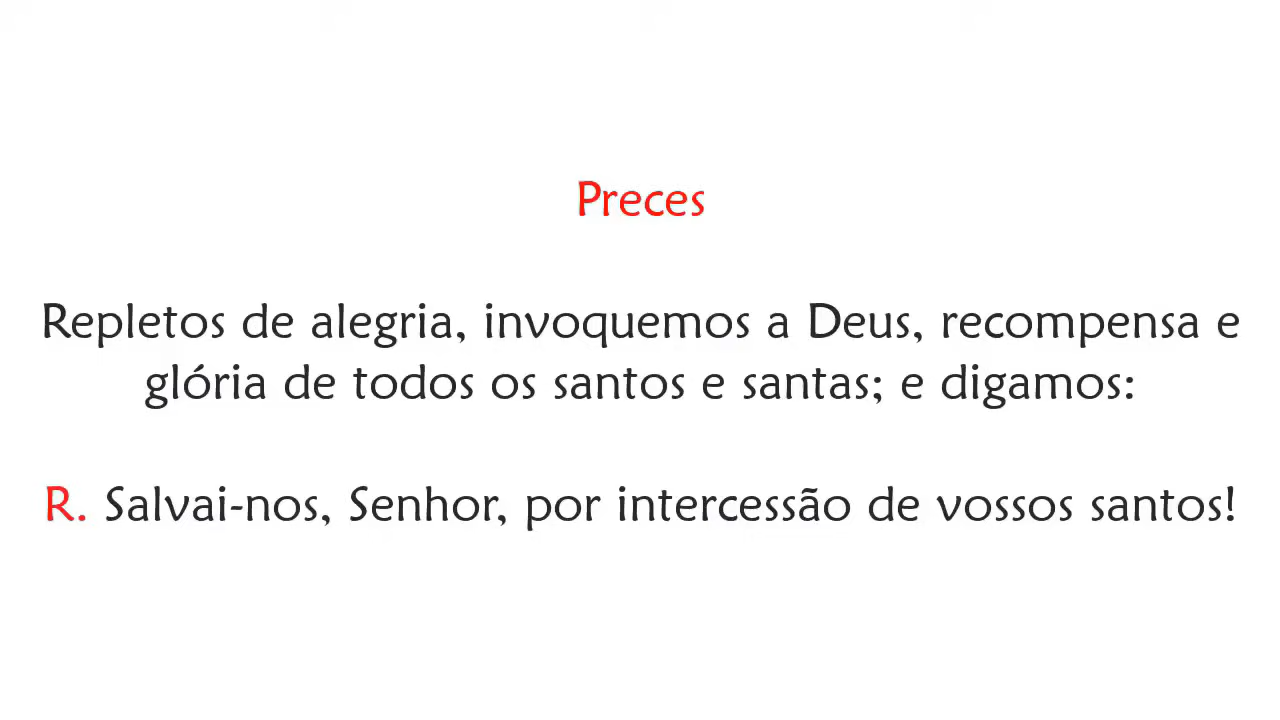 Preces
Repletos de alegria, invoquemos a Deus, recompensa e
glória de todos os santos e santas; e digamos:
R. Salvai-nos, Senhor, por intercessão de vossos santos!